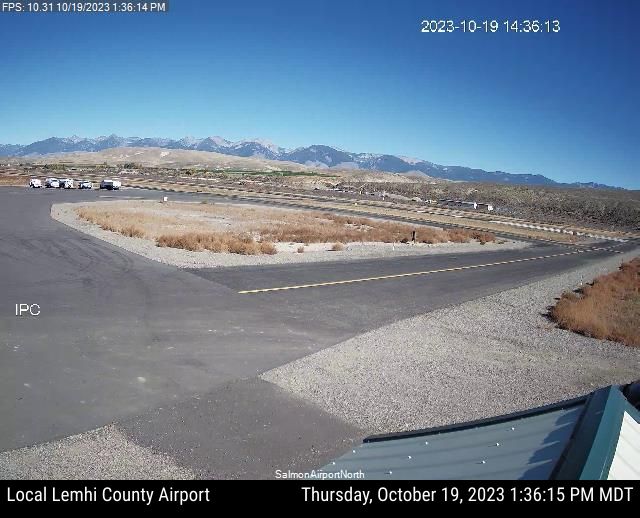 FPS: 10.31 10/19/2023 1:36:14 PM MDT
2023-10-19 14:36:13
IPC
SalmonAirportNorth
Local Lemhi County Airport
Thursday, October 19, 2023 1:36:15 PM MDT